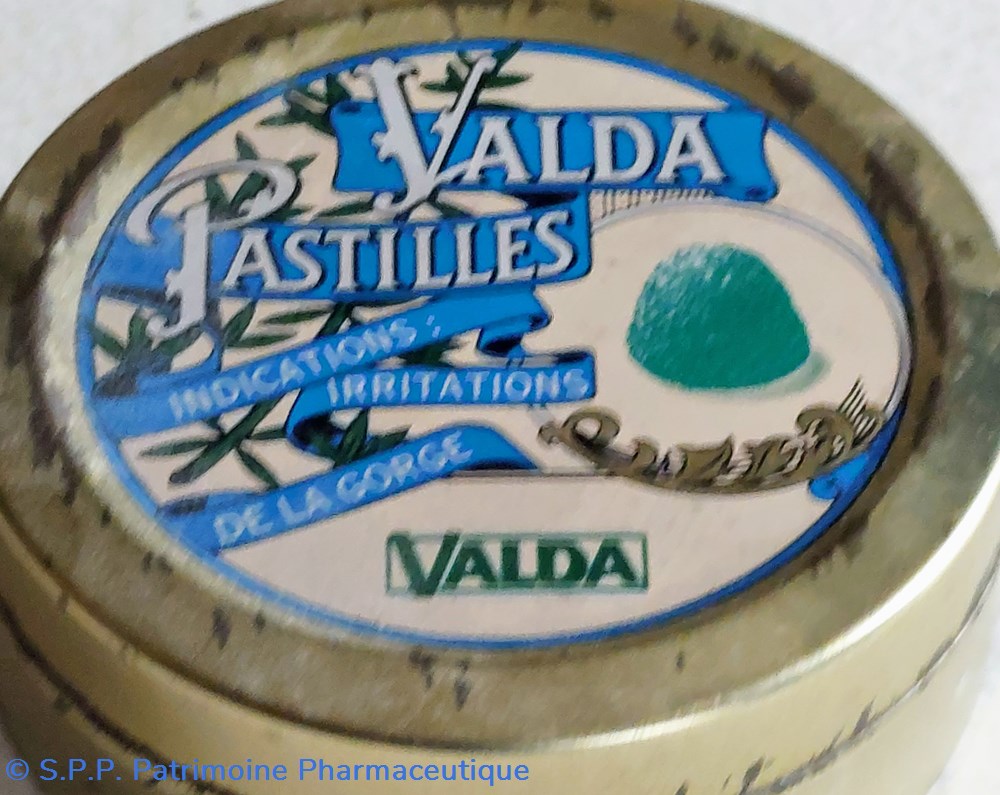 VALDA
PASTILLES
INDICATIONS :
IRRITATIONS
DE LA GORGE
VALDA
© S.P.P. Patrimoine Pharmaceutique